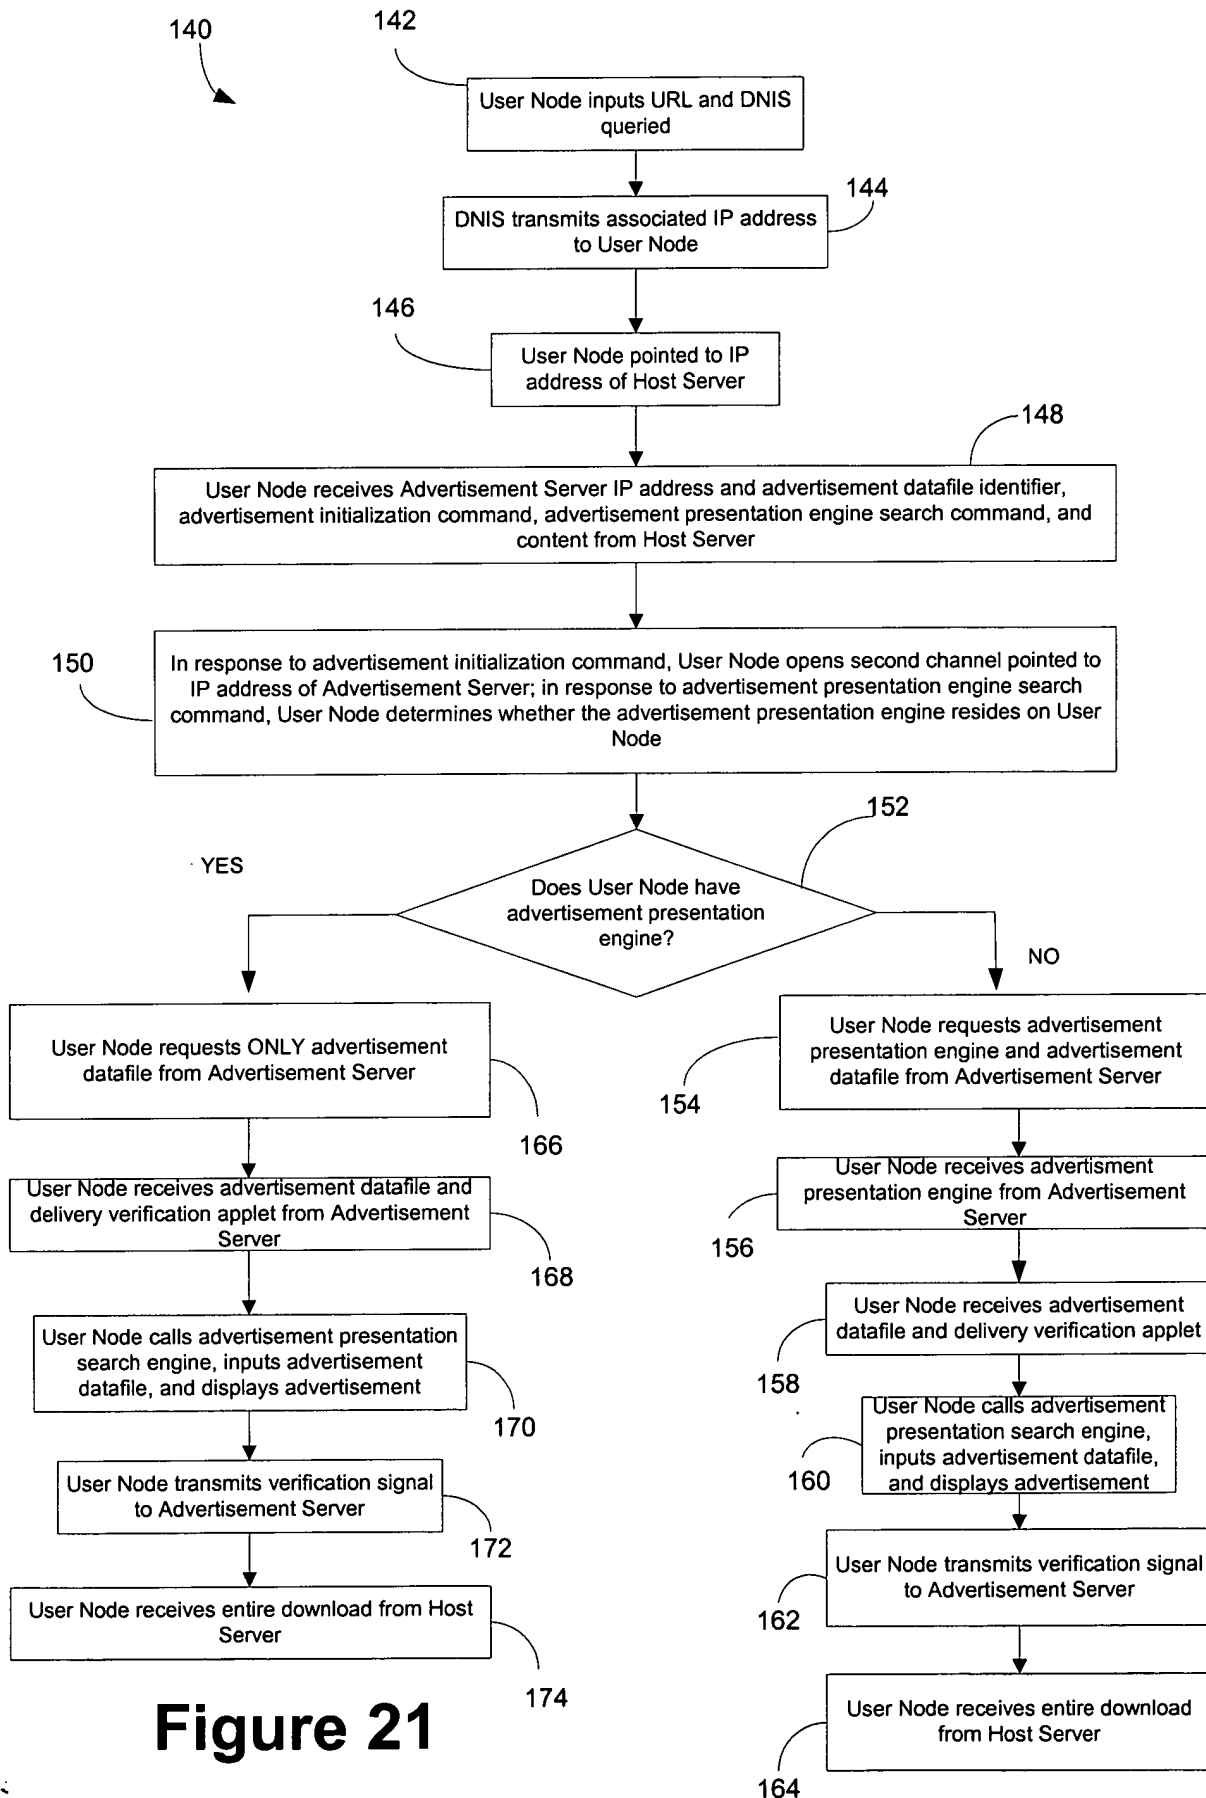 140
142
User Node inputs URL and DNIS
queried
144
DNIS transmits associated IP address
to User Node
146
User Node pointed to IP
address of Host Server
148
User Node receives Advertisement Server IP address and advertisement datafile identifier,
advertisement initialization command, advertisement presentation engine search command, and
content from Host Server
150
In response to advertisement initialization command, User Node opens second channel pointed to
IP address of Advertisement Server; in response to advertisement presentation engine search
command, User Node determines whether the advertisement presentation engine resides on User
Node
152
YES
Does User Node have
advertisement presentation
engine?
NO
User Node requests ONLY advertisement
datafile from Advertisement Server
166
User Node receives advertisement datafile and
delivery verification applet from Advertisement
Server
168
User Node calls advertisement presentation
search engine, inputs advertisement
datafile, and displays advertisement
170
User Node transmits verification signal
to Advertisement Server
172
User Node receives entire download from Host
Server
174
User Node requests advertisement
presentation engine and advertisement
datafile from Advertisement Server
154
User Node receives advertisment
presentation engine from Advertisement
Server
156
User Node receives advertisement
datafile and delivery verification applet
158
User Node calls advertisement
presentation search engine,
inputs advertisement datafile,
and displays advertisement
160
User Node transmits verification signal
to Advertisement Server
162
User Node receives entire download
from Host Server
164
Figure 21